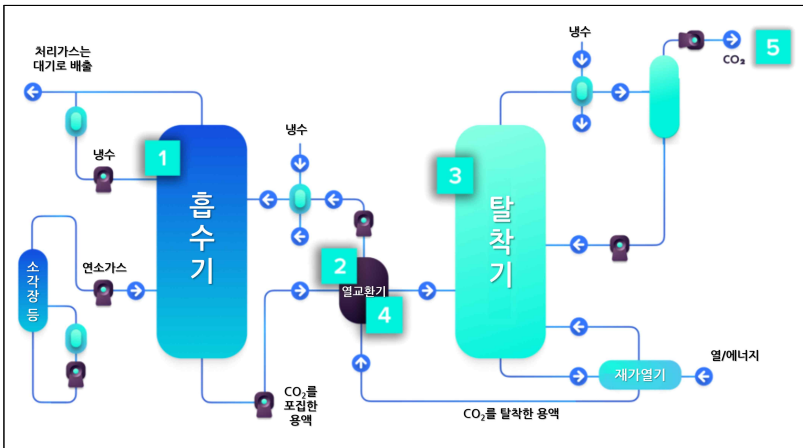 처리가스는
대기로 배출
냉수
1
흡수기
소각장 등
연소가스
냉수
2
열교환기
4
CO₂를
포집한
용액
3
탈착기
냉수
CO₂
5
열/에너지
재가열기
CO₂를 탈착한 용액